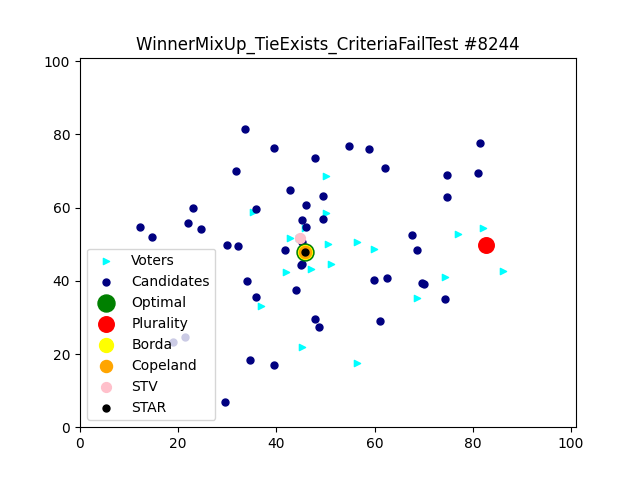 WinnerMixUp_TieExists_CriteriaFailTest #8244
100
80
60
40
20
0
Voters
Candidates
Optimal
Plurality
Borda
Copeland
STV
STAR
0 20 40 60 80 100